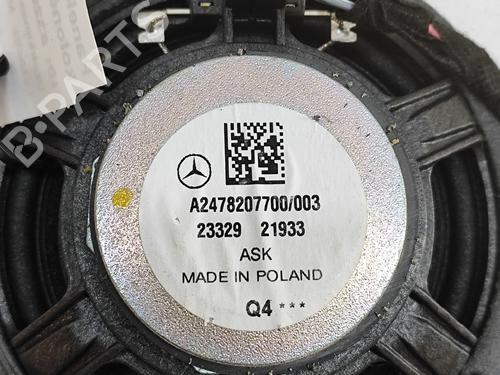 A2478207700/003
23329 21933
ASK
MADE IN POLAND
Q4 ***
B-PARTS